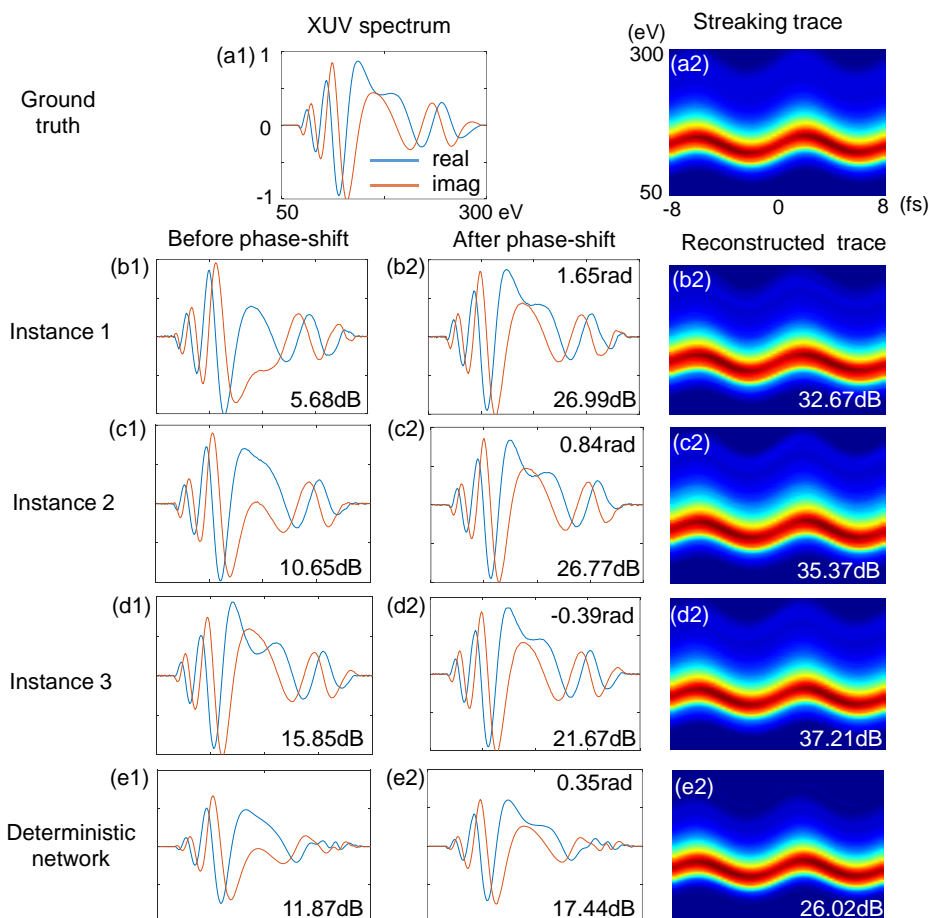 XUV spectrum
Streaking trace
(eV)
(a1)
1
0
-1
real
imag
50
300 eV
Ground
truth
300
(a2)
50
-8
0
8
(fs)
Before phase-shift
After phase-shift
Reconstructed trace
Instance 1
(b1)
5.68dB
(b2)
1.65rad
26.99dB
(b2)
32.67dB
Instance 2
(c1)
10.65dB
(c2)
0.84rad
26.77dB
(c2)
35.37dB
Instance 3
(d1)
15.85dB
(d2)
-0.39rad
21.67dB
(d2)
37.21dB
Deterministic
network
(e1)
11.87dB
(e2)
0.35rad
17.44dB
(e2)
26.02dB